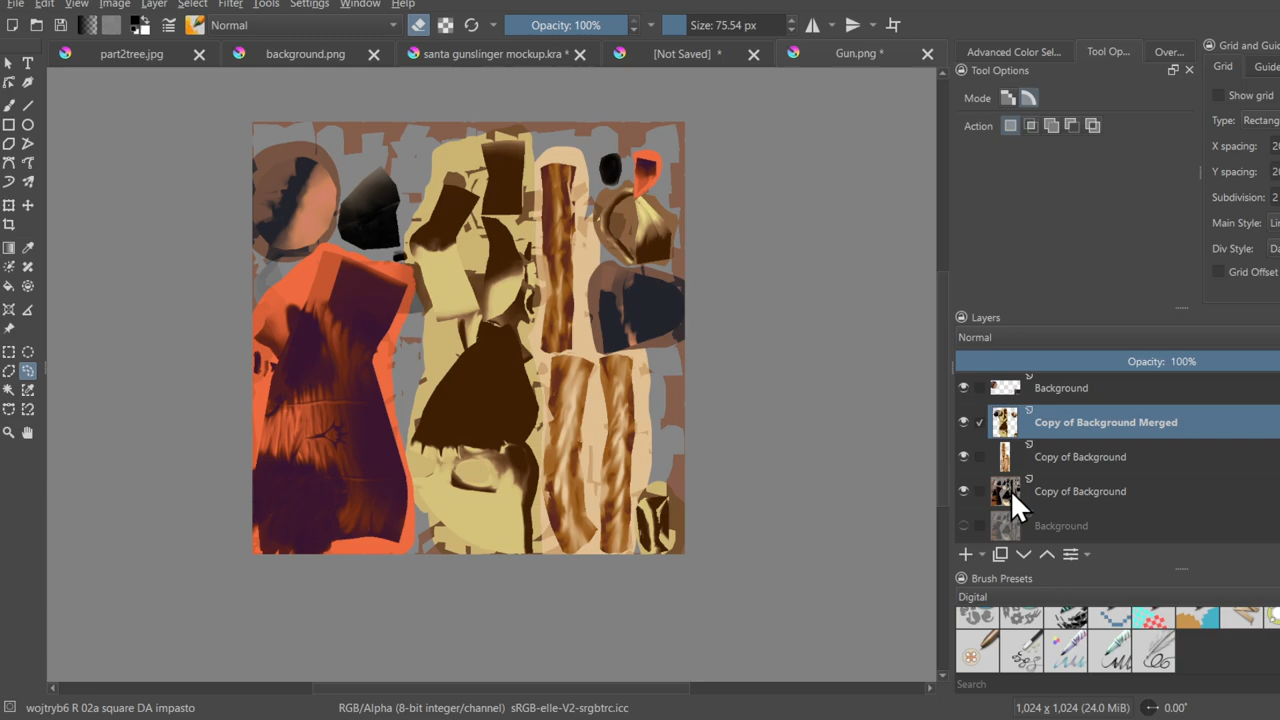 File Edit View Image Layer Select Filter Tools Settings Window Help
Normal Opacity: 100% Size: 75.54 px
part2tree.jpg background.png santa gunslinger mockup.kra * [Not Saved] * Gun.png *
Advanced Color Sel... Tool Op... Over...
Tool Options
Mode
Action
Grid and Guid
Grid Guide
Show grid
Type: Rectang
X spacing: 20
Y spacing: 20
Subdivision: 2
Main Style: Lin
Div Style: Da
Grid Offset
Layers
Normal
Opacity: 100%
Background
Copy of Background Merged
Copy of Background
Copy of Background
Background
Brush Presets
Digital
Search
wojtryb6 R 02a square DA impasto RGB/Alpha (8-bit integer/channel) sRGB-elle-V2-srgbtrc.icc 1,024 x 1,024 (24.0 MiB) 0.00°